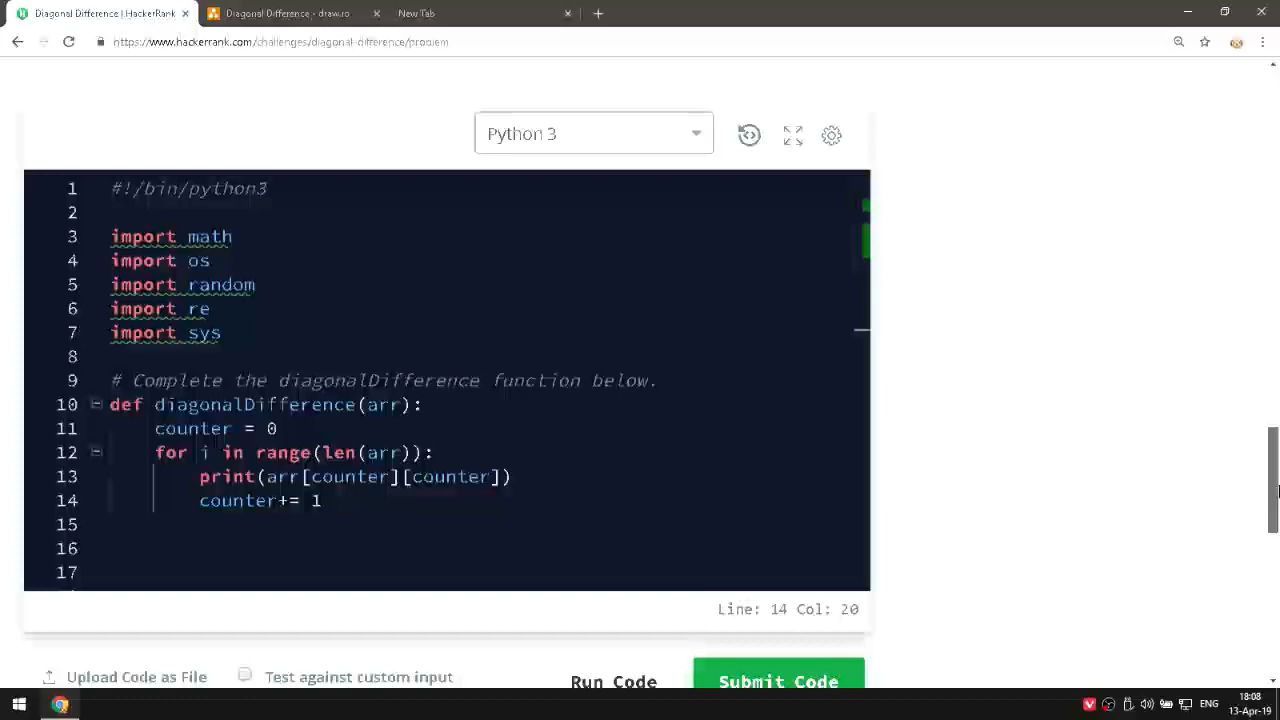 Diagonal Difference | HackerRank
Diagonal Difference - draw.io
New Tab
https://www.hackerrank.com/challenges/diagonal-difference/problem
Python 3
1 #!/bin/python3
2
3 import math
4 import os
5 import random
6 import re
7 import sys
8
9 # Complete the diagonalDifference function below.
10 def diagonalDifference(arr):
11 counter = 0
12 for i in range(len(arr)):
13 print(arr[counter][counter])
14 counter+= 1
15
16
17
Line: 14 Col: 20
Upload Code as File
Test against custom input
Run Code
Submit Code
ENG
18:08
13-Apr-19